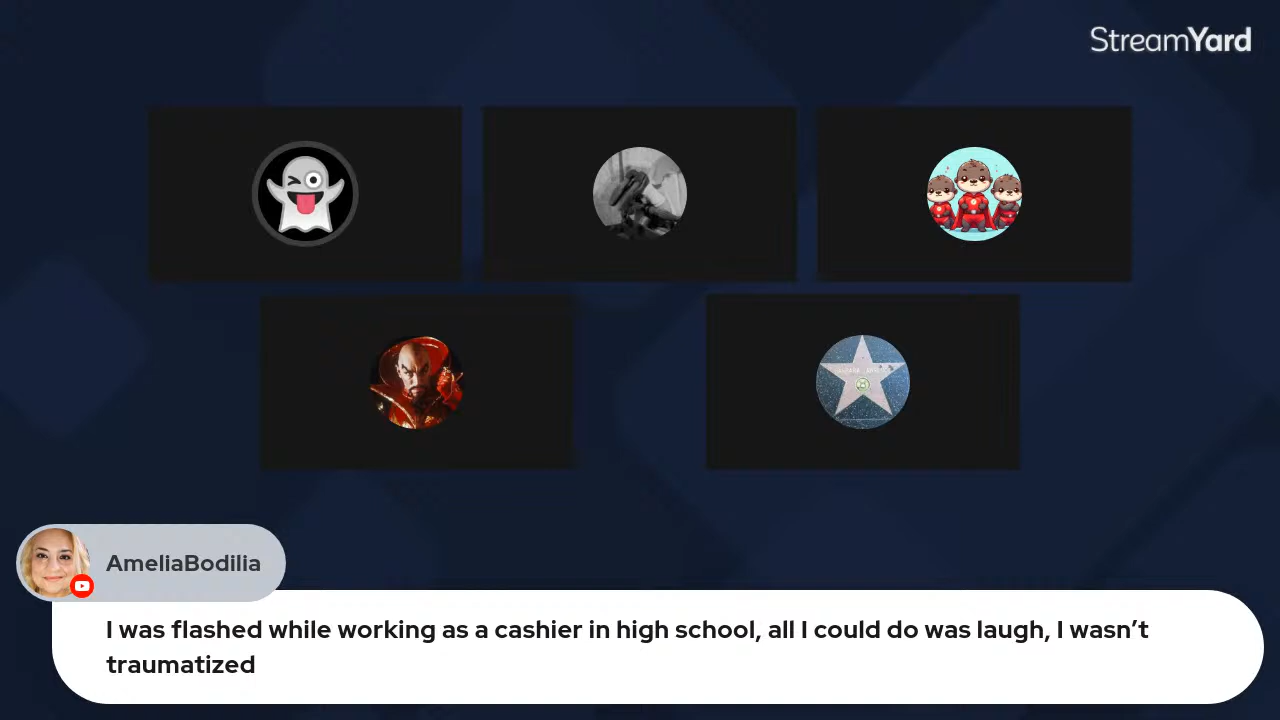 StreamYard
AmeliaBodilia
I was flashed while working as a cashier in high school, all I could do was laugh, I wasn’t
traumatized